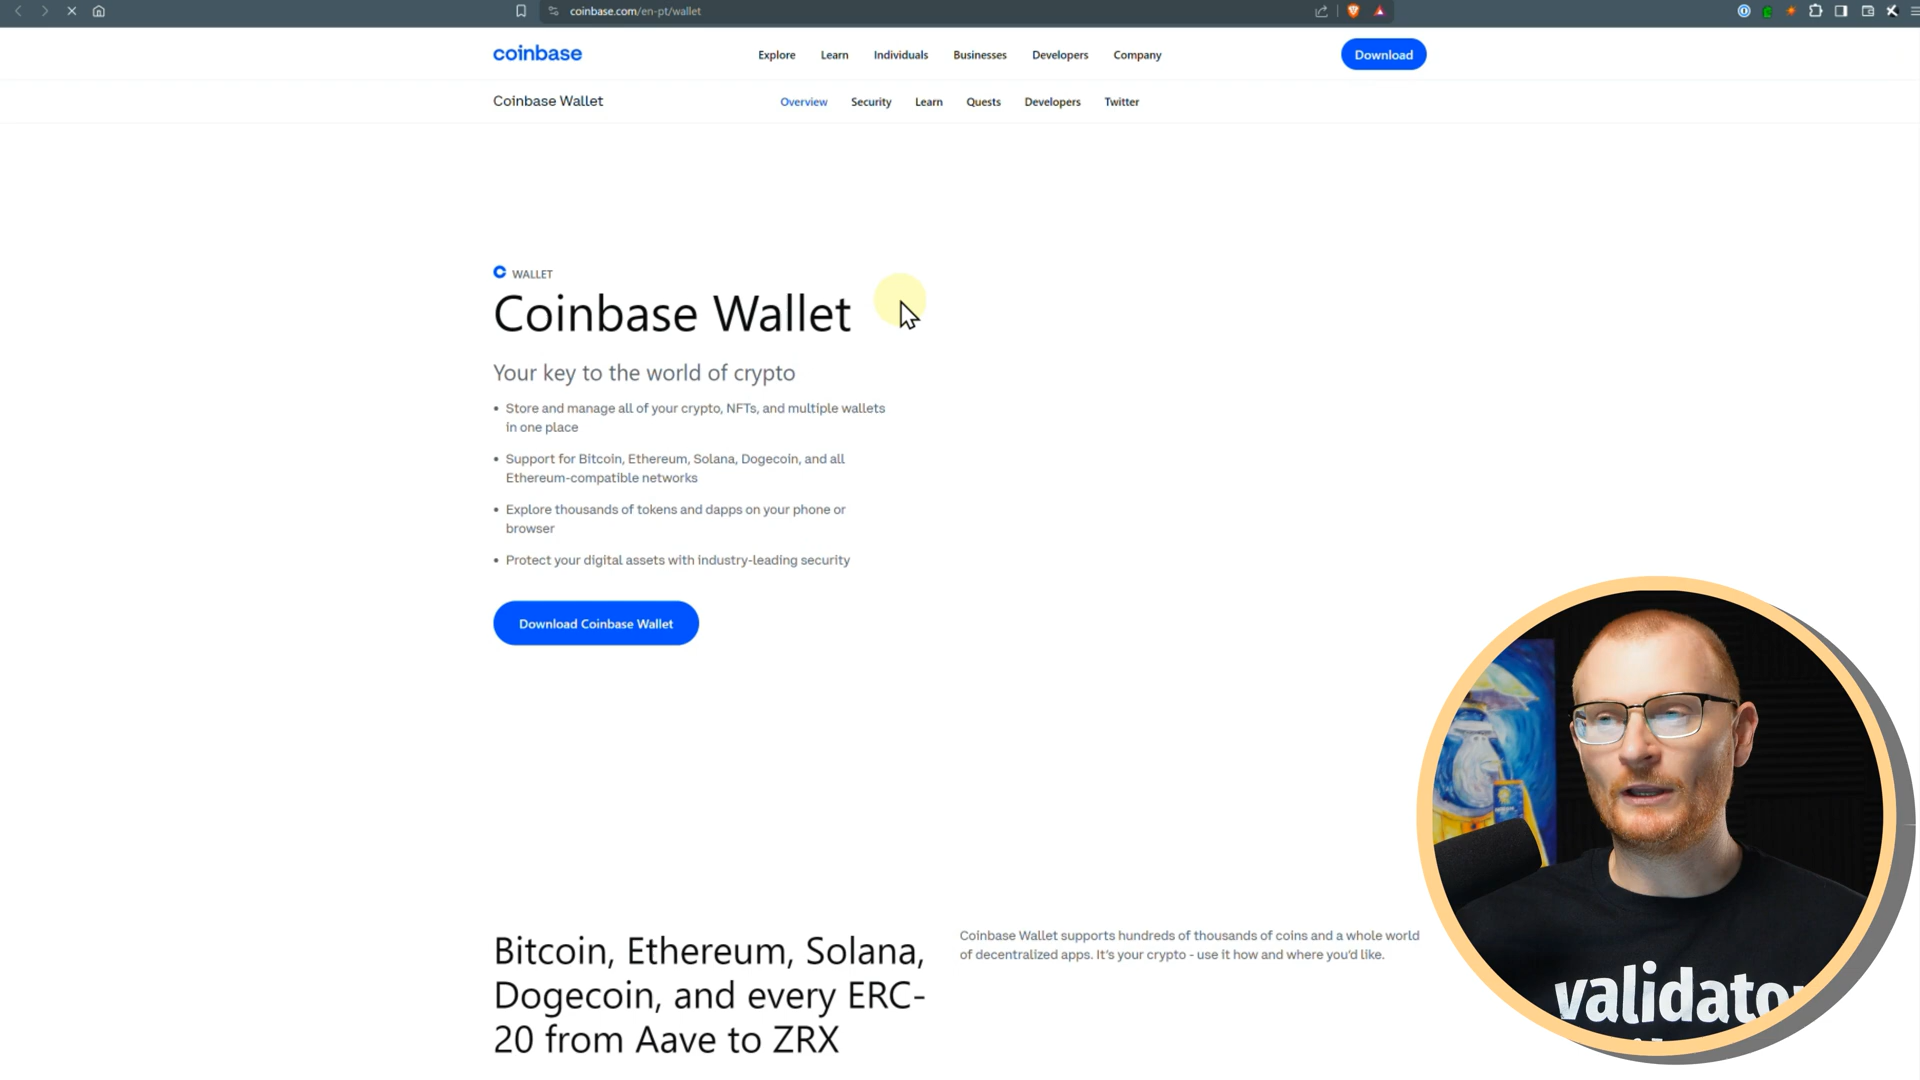 coinbase.com/en-pt/wallet
coinbase
Explore Learn Individuals Businesses Developers Company
Download
Coinbase Wallet
Overview Security Learn Quests Developers Twitter
WALLET
Coinbase Wallet
Your key to the world of crypto
• Store and manage all of your crypto, NFTs, and multiple wallets
in one place
• Support for Bitcoin, Ethereum, Solana, Dogecoin, and all
Ethereum-compatible networks
• Explore thousands of tokens and dapps on your phone or
browser
• Protect your digital assets with industry-leading security
Download Coinbase Wallet
Bitcoin, Ethereum, Solana,
Dogecoin, and every ERC-
20 from Aave to ZRX
Coinbase Wallet supports hundreds of thousands of coins and a whole world
of decentralized apps. It's your crypto - use it how and where you'd like.